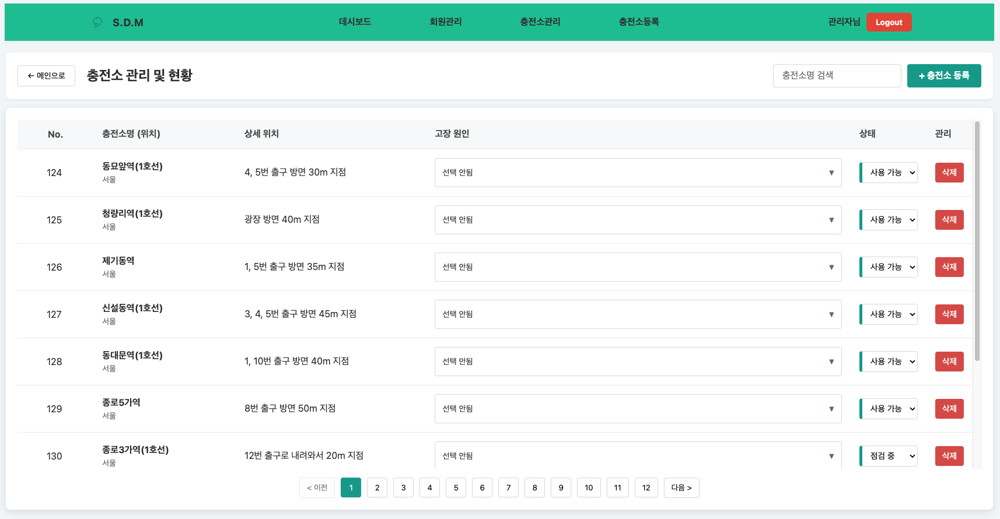 S.D.M 데시보드 회원관리 충전소관리 충전소등록 관리자님 Logout
← 메인으로 충전소 관리 및 현황 충전소명 검색 + 충전소 등록
No. 충전소명 (위치) 상세 위치 고장 원인 상태 관리
124 동묘앞역(1호선) 4, 5번 출구 방면 30m 지점 선택 안됨 ▼ 사용 가능 삭제
서울
125 청량리역(1호선) 광장 방면 40m 지점 선택 안됨 ▼ 사용 가능 삭제
서울
126 제기동역 1, 5번 출구 방면 35m 지점 선택 안됨 ▼ 사용 가능 삭제
서울
127 신설동역(1호선) 3, 4, 5번 출구 방면 45m 지점 선택 안됨 ▼ 사용 가능 삭제
서울
128 동대문역(1호선) 1, 10번 출구 방면 40m 지점 선택 안됨 ▼ 사용 가능 삭제
서울
129 종로5가역 8번 출구 방면 50m 지점 선택 안됨 ▼ 사용 가능 삭제
서울
130 종로3가역(1호선) 12번 출구로 내려와서 20m 지점 선택 안됨 ▼ 점검 중 삭제
서울
< 이전 1 2 3 4 5 6 7 8 9 10 11 12 다음 >